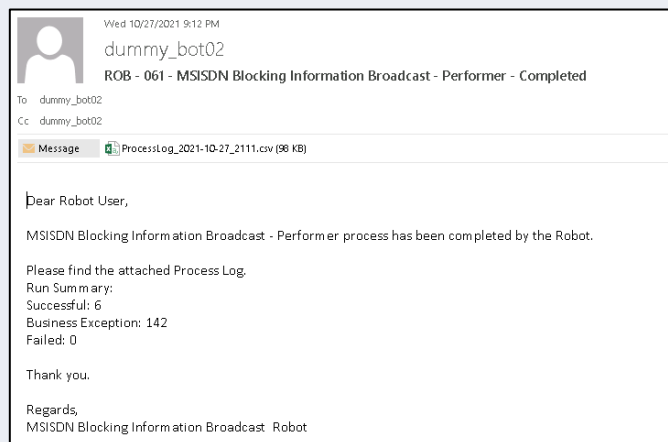 Wed 10/27/2021 9:12 PM
dummy_bot02
ROB - 061 - MSISDN Blocking Information Broadcast - Performer - Completed
To dummy_bot02
Cc dummy_bot02
Message ProcessLog_2021-10-27_2111.csv (98 KB)
Dear Robot User,
MSISDN Blocking Information Broadcast - Performer process has been completed by the Robot.
Please find the attached Process Log.
Run Summary:
Successful: 6
Business Exception: 142
Failed: 0
Thank you.
Regards,
MSISDN Blocking Information Broadcast Robot